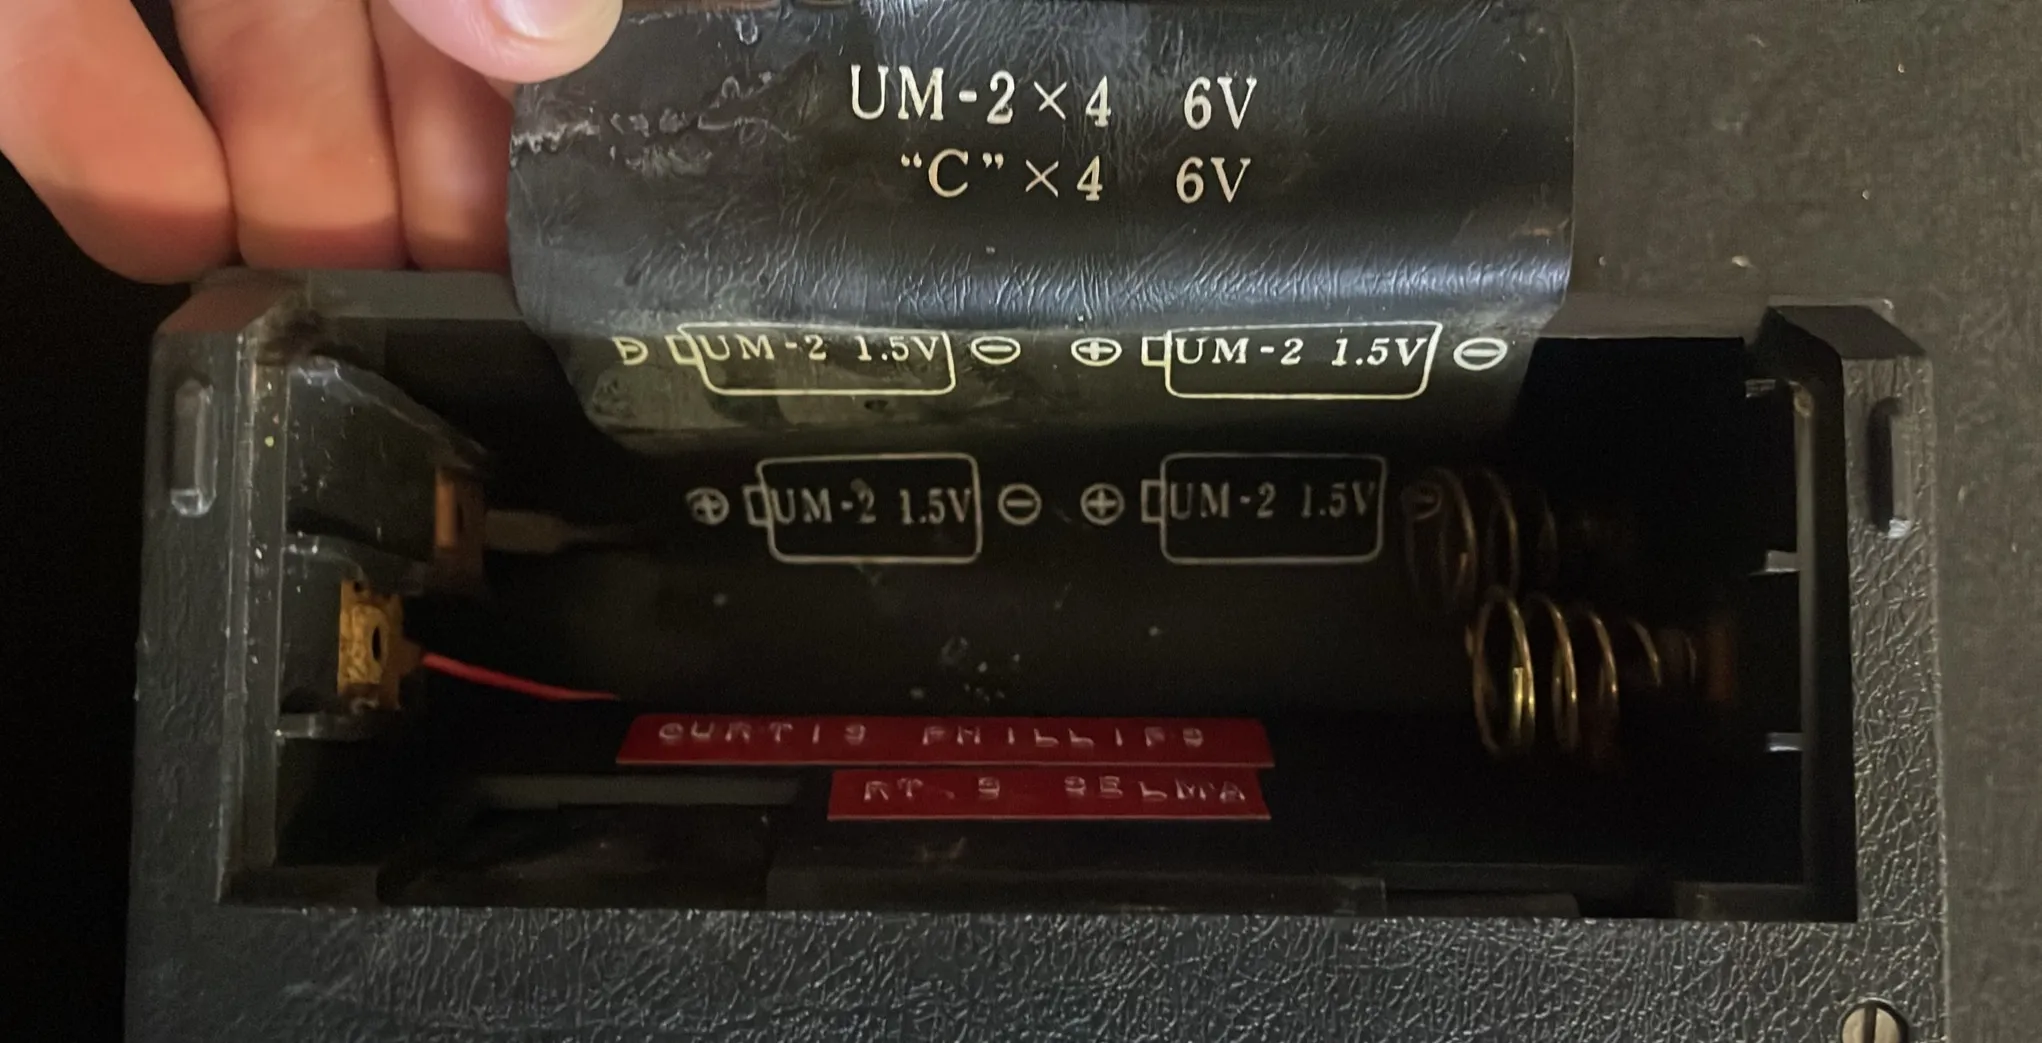 UM-2×4 6V
“C”×4 6V
⊕ UM-2 1.5V ⊖ ⊕ UM-2 1.5V ⊖
⊕ UM-2 1.5V ⊖ ⊕ UM-2 1.5V ⊖
CURTIS PHILLIPS
RT. 9 SELMA